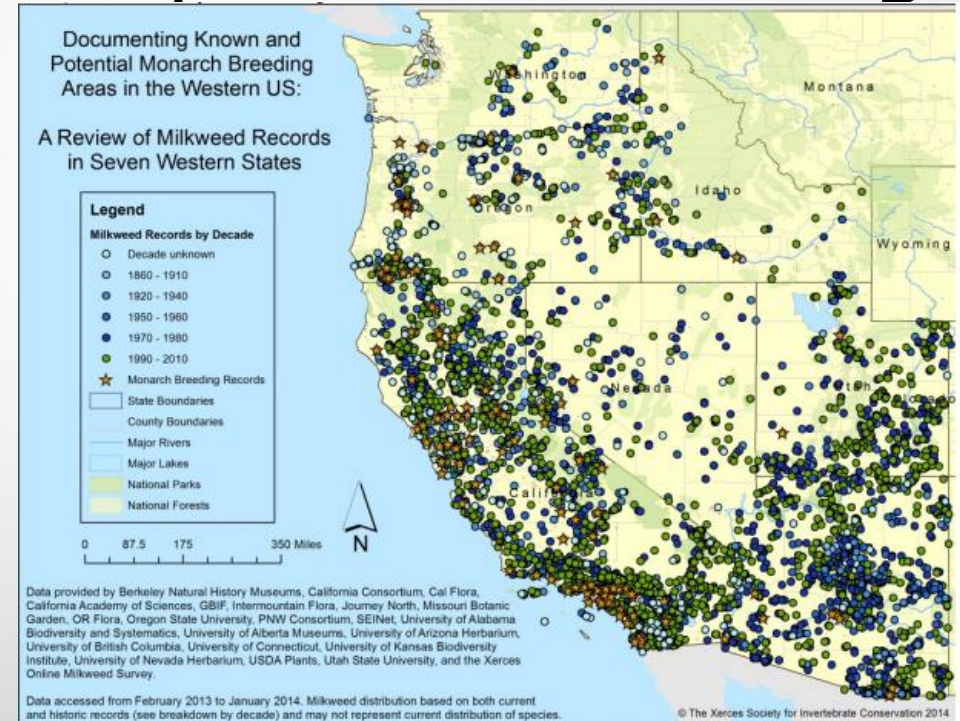 Documenting Known and
Potential Monarch Breeding
Areas in the Western US:
A Review of Milkweed Records
in Seven Western States
Legend
Milkweed Records by Decade
Decade unknown
1860 - 1910
1920 - 1940
1950 - 1960
1970 - 1980
1990 - 2010
Monarch Breeding Records
State Boundaries
County Boundaries
Major Rivers
Major Lakes
National Parks
National Forests
0 87.5 175 350 Miles
N
Data provided by Berkeley Natural History Museums, California Consortium, Cal Flora,
California Academy of Sciences, GBIF, Intermountain Flora, Journey North, Missouri Botanic
Garden, OR Flora, Oregon State University, PNW Consortium, SEINet, University of Alabama
Biodiversity and Systematics, University of Alberta Museums, University of Arizona Herbarium,
University of British Columbia, University of Connecticut, University of Kansas Biodiversity
Institute, University of Nevada Herbarium, USDA Plants, Utah State University, and the Xerces
Online Milkweed Survey.
Data accessed from February 2013 to January 2014. Milkweed distribution based on both current
and historic records (see breakdown by decade) and may not represent current distribution of species.
Washington
Montana
Idaho
Oregon
Wyoming
Nevada
Utah
Colorado
California
© The Xerces Society for Invertebrate Conservation 2014